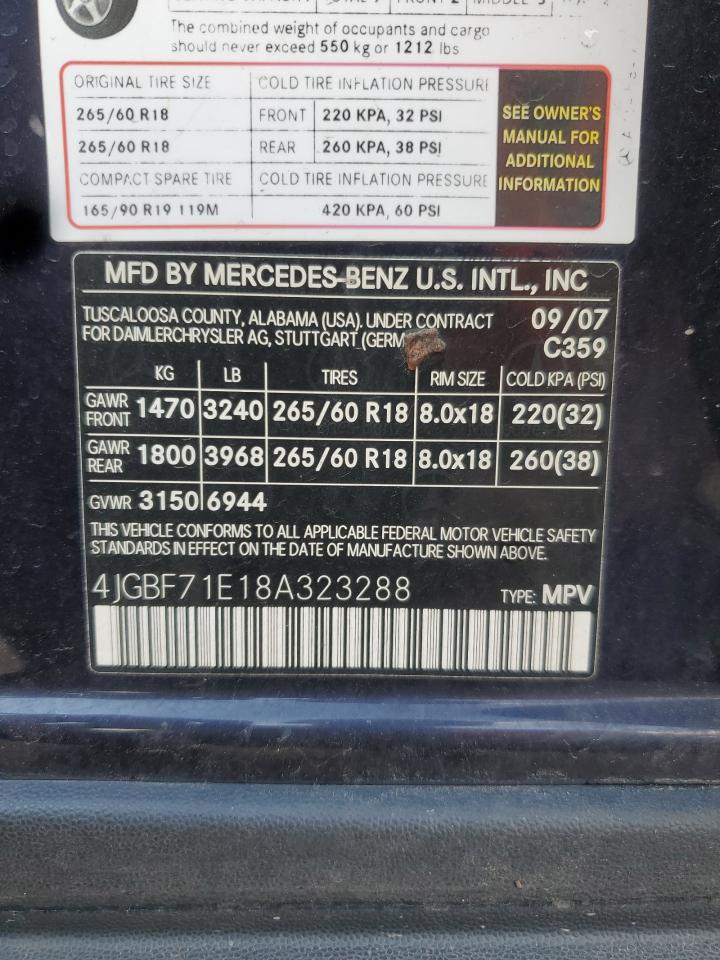 The combined weight of occupants and cargo
should never exceed 550 kg or 1212 lbs
ORIGINAL TIRE SIZE COLD TIRE INFLATION PRESSURE
265/60 R18 FRONT 220 KPA, 32 PSI
265/60 R18 REAR 260 KPA, 38 PSI
COMPACT SPARE TIRE COLD TIRE INFLATION PRESSURE
165/90 R19 119M 420 KPA, 60 PSI
SEE OWNER'S
MANUAL FOR
ADDITIONAL
INFORMATION
MFD BY MERCEDES-BENZ U.S. INTL., INC
TUSCALOOSA COUNTY, ALABAMA (USA). UNDER CONTRACT 09/07
FOR DAIMLERCHRYSLER AG, STUTTGART (GERM C359
KG LB TIRES RIM SIZE COLD KPA (PSI)
GAWR FRONT 1470 3240 265/60 R18 8.0x18 220(32)
GAWR REAR 1800 3968 265/60 R18 8.0x18 260(38)
GVWR 3150 6944
THIS VEHICLE CONFORMS TO ALL APPLICABLE FEDERAL MOTOR VEHICLE SAFETY
STANDARDS IN EFFECT ON THE DATE OF MANUFACTURE SHOWN ABOVE.
4JGBF71E18A323288 TYPE: MPV